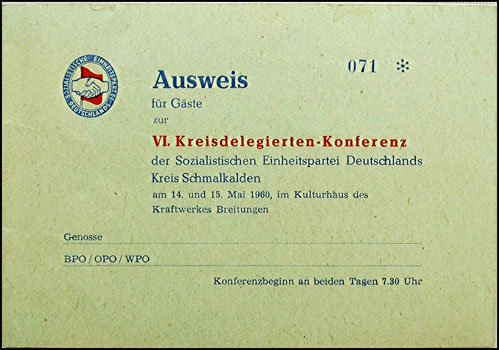 SOZIALISTISCHE EINHEITSPARTEI DEUTSCHLANDS
071 *
Ausweis
für Gäste
zur
VI. Kreisdelegierten-Konferenz
der Sozialistischen Einheitspartei Deutschlands
Kreis Schmalkalden
am 14. und 15. Mai 1960, im Kulturhaus des
Kraftwerkes Breitungen
Genosse
BPO / OPO / WPO
Konferenzbeginn an beiden Tagen 7.30 Uhr